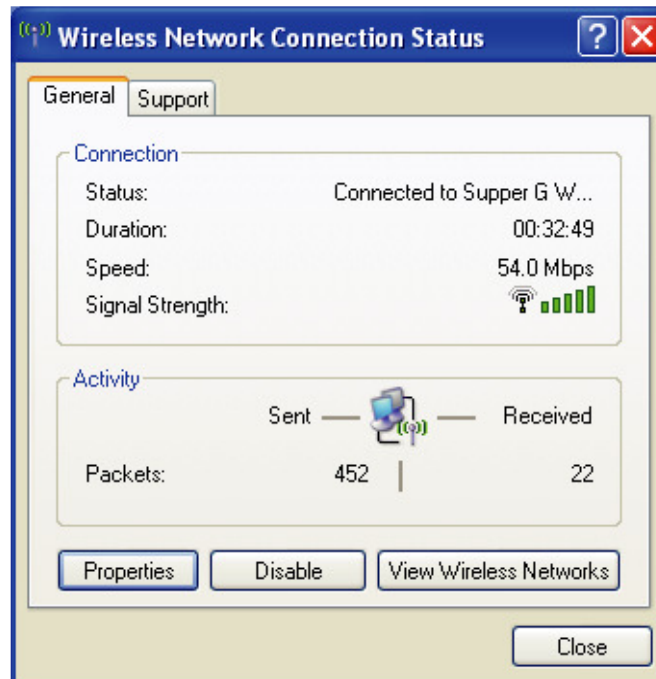 Wireless Network Connection Status
General Support
Connection
Status: Connected to Supper G W...
Duration: 00:32:49
Speed: 54.0 Mbps
Signal Strength:
Activity
Sent Received
Packets: 452 22
Properties Disable View Wireless Networks
Close